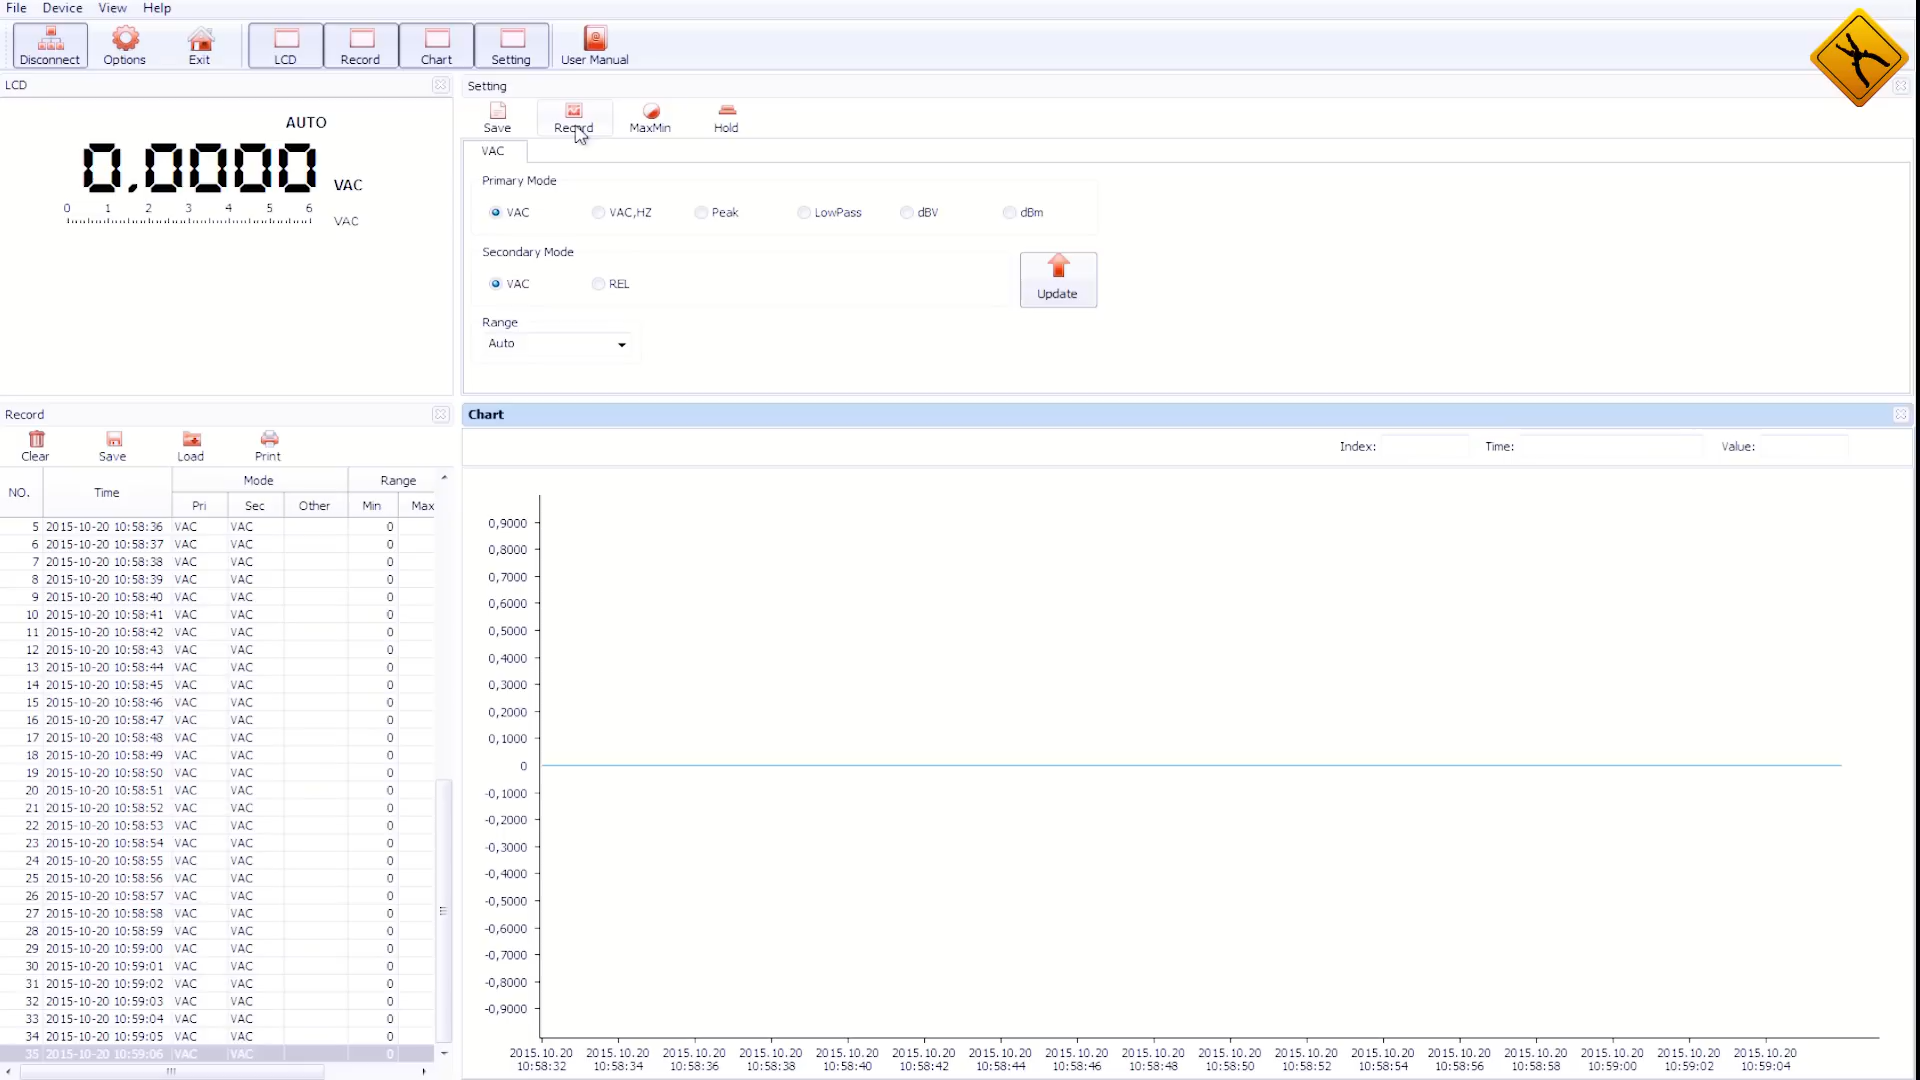 File Device View Help
Disconnect Options Exit LCD Record Chart Setting User Manual
LCD
AUTO
0,0000 VAC
0 1 2 3 4 5 6 VAC
Setting
Save Record MaxMin Hold
VAC
Primary Mode
VAC VAC,HZ Peak LowPass dBV dBm
Secondary Mode
VAC REL
Update
Range
Auto
Record
Clear Save Load Print
NO. Time Mode Range
Pri Sec Other Min Max
5 2015-10-20 10:58:36 VAC VAC 0
6 2015-10-20 10:58:37 VAC VAC 0
7 2015-10-20 10:58:38 VAC VAC 0
8 2015-10-20 10:58:39 VAC VAC 0
9 2015-10-20 10:58:40 VAC VAC 0
10 2015-10-20 10:58:41 VAC VAC 0
11 2015-10-20 10:58:42 VAC VAC 0
12 2015-10-20 10:58:43 VAC VAC 0
13 2015-10-20 10:58:44 VAC VAC 0
14 2015-10-20 10:58:45 VAC VAC 0
15 2015-10-20 10:58:46 VAC VAC 0
16 2015-10-20 10:58:47 VAC VAC 0
17 2015-10-20 10:58:48 VAC VAC 0
18 2015-10-20 10:58:49 VAC VAC 0
19 2015-10-20 10:58:50 VAC VAC 0
20 2015-10-20 10:58:51 VAC VAC 0
21 2015-10-20 10:58:52 VAC VAC 0
22 2015-10-20 10:58:53 VAC VAC 0
23 2015-10-20 10:58:54 VAC VAC 0
24 2015-10-20 10:58:55 VAC VAC 0
25 2015-10-20 10:58:56 VAC VAC 0
26 2015-10-20 10:58:57 VAC VAC 0
27 2015-10-20 10:58:58 VAC VAC 0
28 2015-10-20 10:58:59 VAC VAC 0
29 2015-10-20 10:59:00 VAC VAC 0
30 2015-10-20 10:59:01 VAC VAC 0
31 2015-10-20 10:59:02 VAC VAC 0
32 2015-10-20 10:59:03 VAC VAC 0
33 2015-10-20 10:59:04 VAC VAC 0
34 2015-10-20 10:59:05 VAC VAC 0
35 2015-10-20 10:59:06 VAC VAC 0
Chart
Index: Time: Value:
0,9000
0,8000
0,7000
0,6000
0,5000
0,4000
0,3000
0,2000
0,1000
0
-0,1000
-0,2000
-0,3000
-0,4000
-0,5000
-0,6000
-0,7000
-0,8000
-0,9000
2015.10.20 2015.10.20 2015.10.20 2015.10.20 2015.10.20 2015.10.20 2015.10.20 2015.10.20 2015.10.20 2015.10.20 2015.10.20 2015.10.20 2015.10.20 2015.10.20 2015.10.20 2015.10.20 2015.10.20
10:58:32 10:58:34 10:58:36 10:58:38 10:58:40 10:58:42 10:58:44 10:58:46 10:58:48 10:58:50 10:58:52 10:58:54 10:58:56 10:58:58 10:59:00 10:59:02 10:59:04